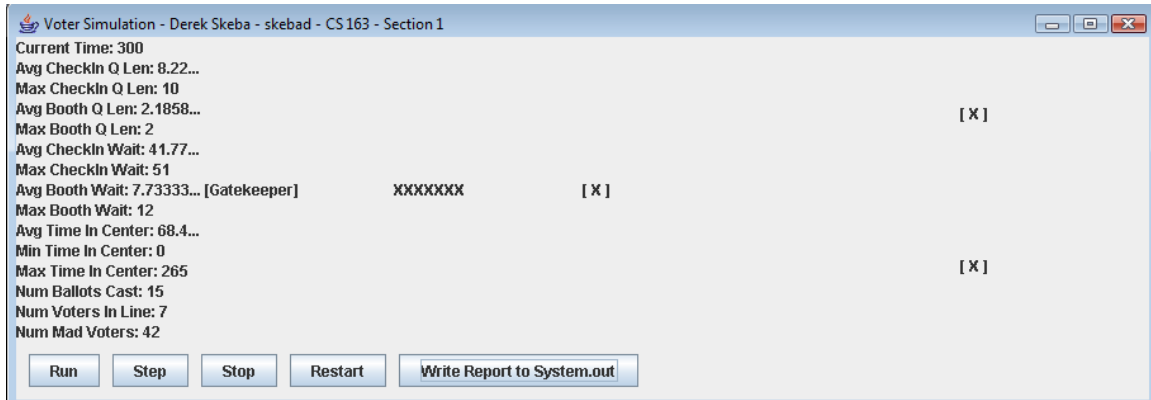 Voter Simulation - Derek Skeba - skebad - CS 163 - Section 1
Current Time: 300
Avg CheckIn Q Len: 8.22...
Max CheckIn Q Len: 10
Avg Booth Q Len: 2.1858...
[ X ]
Max Booth Q Len: 2
Avg CheckIn Wait: 41.77...
Max CheckIn Wait: 51
Avg Booth Wait: 7.73333... [Gatekeeper] XXXXXXX [ X ]
Max Booth Wait: 12
Avg Time In Center: 68.4...
Min Time In Center: 0
Max Time In Center: 265 [ X ]
Num Ballots Cast: 15
Num Voters In Line: 7
Num Mad Voters: 42
Run Step Stop Restart Write Report to System.out